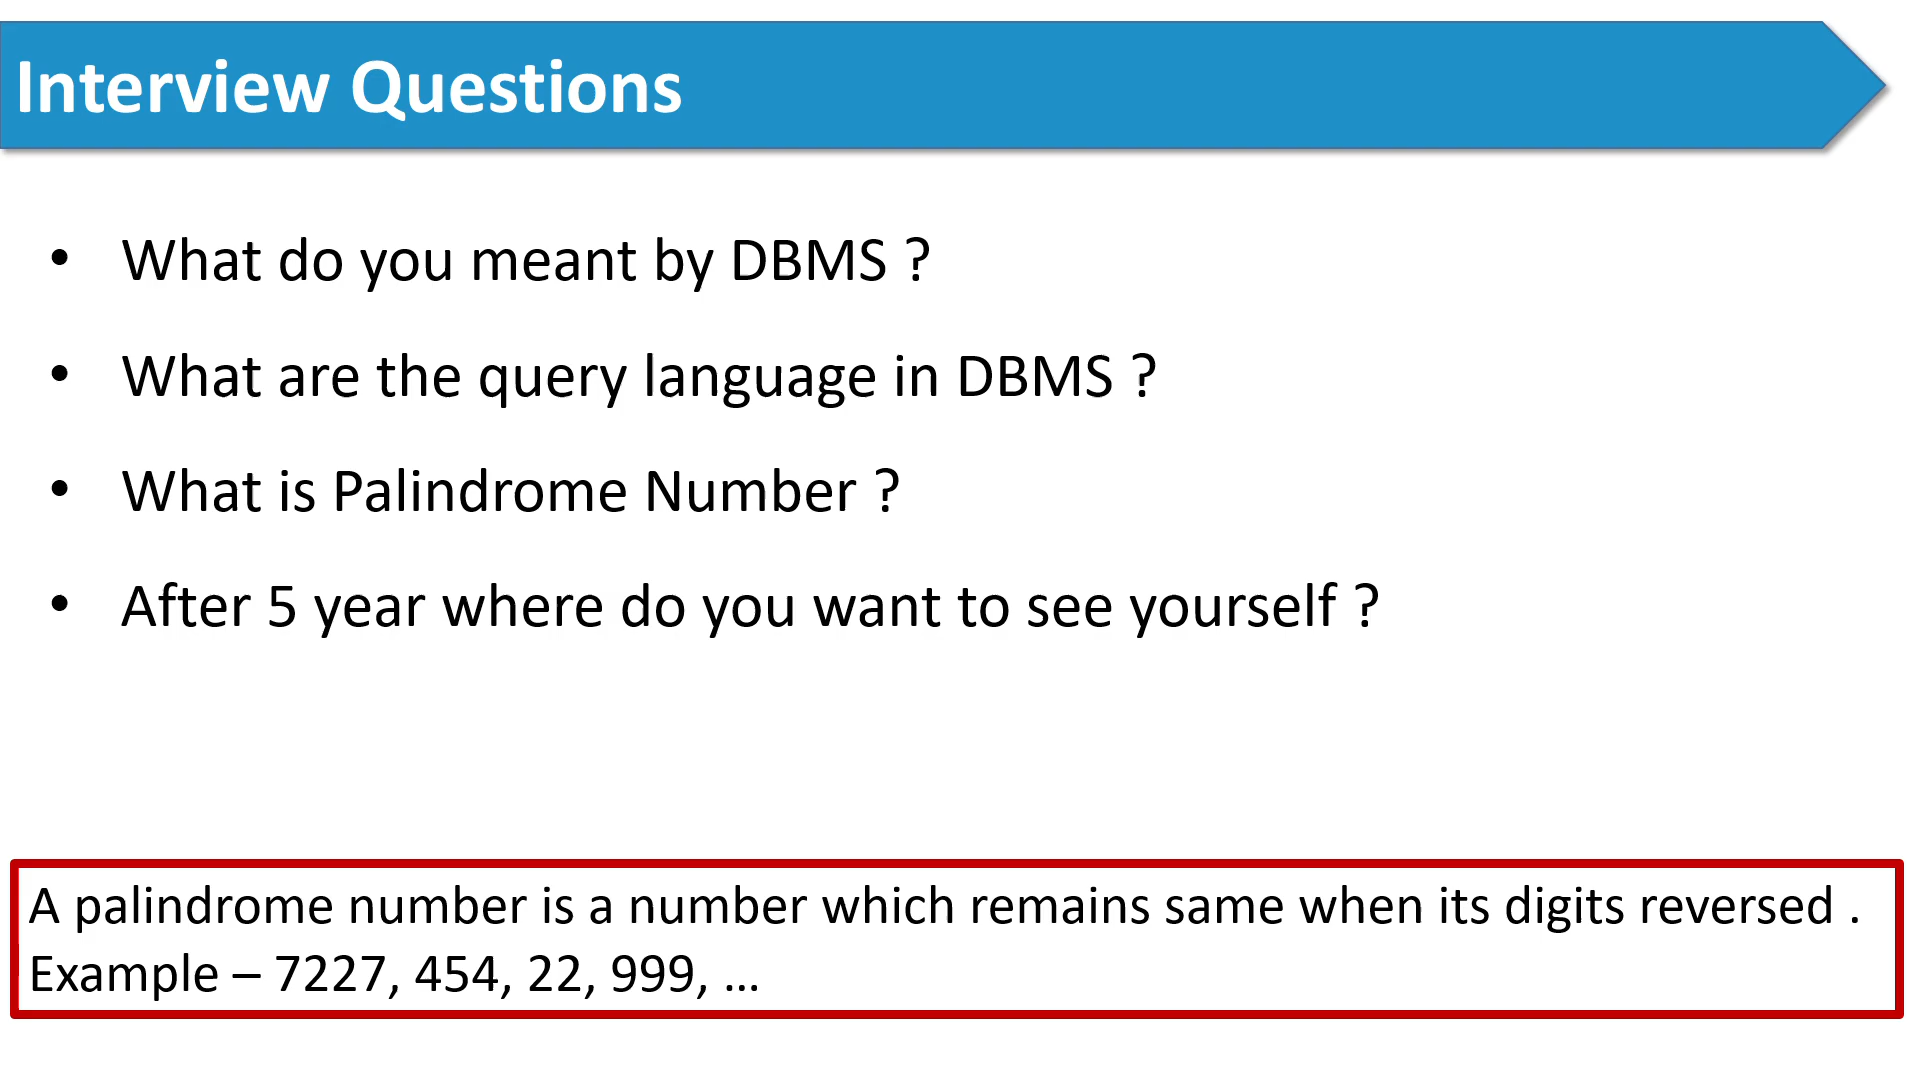 Interview Questions
• What do you meant by DBMS ?
• What are the query language in DBMS ?
• What is Palindrome Number ?
• After 5 year where do you want to see yourself ?
A palindrome number is a number which remains same when its digits reversed .
Example – 7227, 454, 22, 999, ...